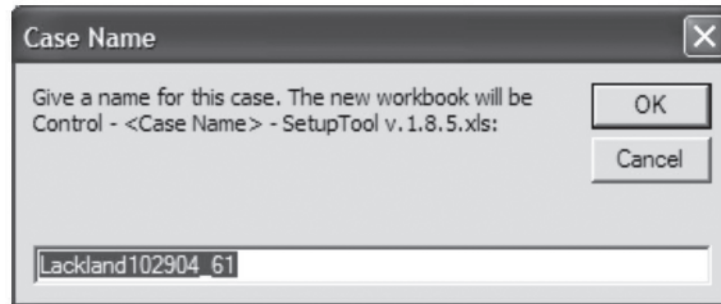 Case Name
Give a name for this case. The new workbook will be
Control - <Case Name> - SetupTool v.1.8.5.xls:
OK
Cancel
Lackland102904_61